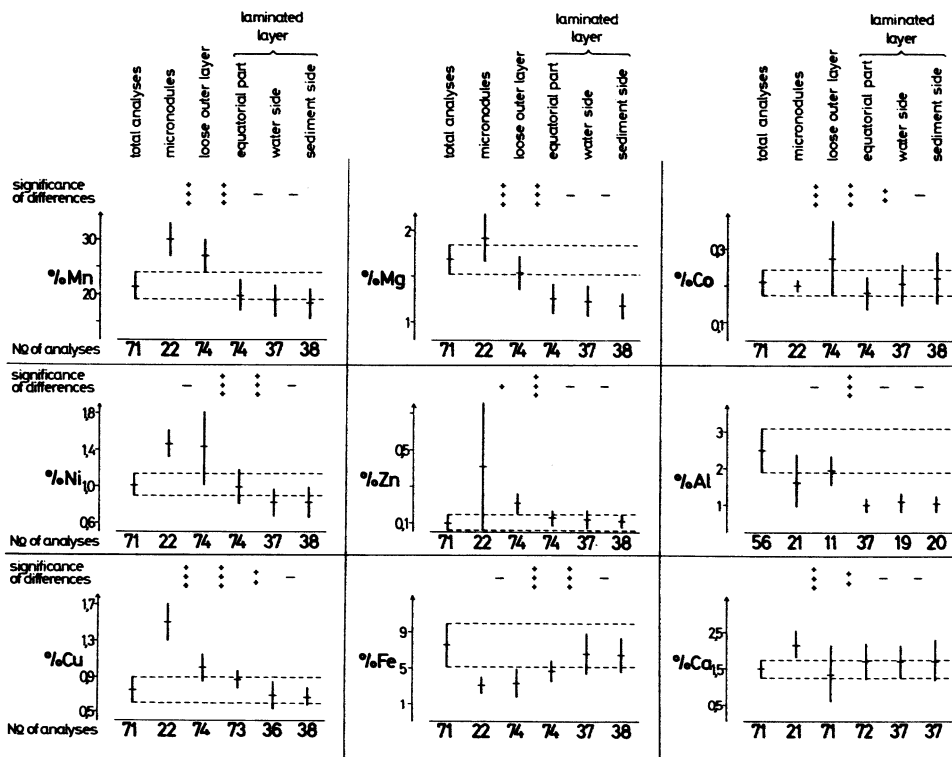 laminated layer
laminated layer
laminated layer
total analyses
micronodules
loose outer layer
equatorial part
water side
sediment side
total analyses
micronodules
loose outer layer
equatorial part
water side
sediment side
total analyses
micronodules
loose outer layer
equatorial part
water side
sediment side
significance of differences
+++ +++ – –
+++ +++ – –
+++ +++ ++ –
%Mn
30
20
%Mg
2
1
%Co
0,3
0,1
№ of analyses
71 22 74 74 37 38
71 22 74 74 37 38
71 22 74 74 37 38
significance of differences
– +++ +++ –
+ +++ – –
– +++ – –
%Ni
1,8
1,4
1,0
0,6
%Zn
0,5
0,1
%Al
3
2
1
№ of analyses
71 22 74 74 37 38
71 22 74 74 37 38
56 21 11 37 19 20
significance of differences
+++ +++ ++ –
– +++ +++ –
+++ ++ – –
%Cu
1,7
1,3
0,9
0,5
%Fe
9
5
1
%Ca
2,5
1,5
0,5
№ of analyses
71 22 74 73 36 38
71 22 74 74 37 38
71 21 71 72 37 37